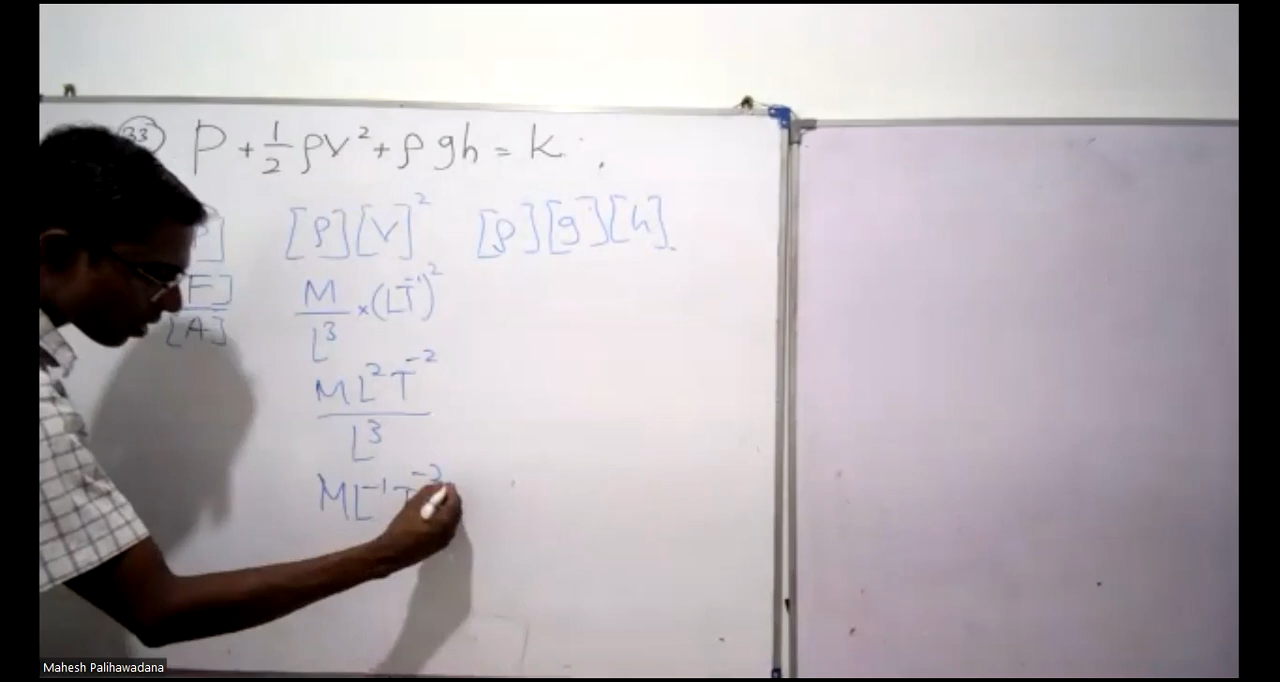 33 P + 1/2 ρv² + ρgh = k.
P] [ρ][V]² [ρ][g][h].
[F]/[A] M/L³ × (LT⁻¹)²
ML²T⁻²/L³
ML⁻¹T⁻²
Mahesh Palihawadana